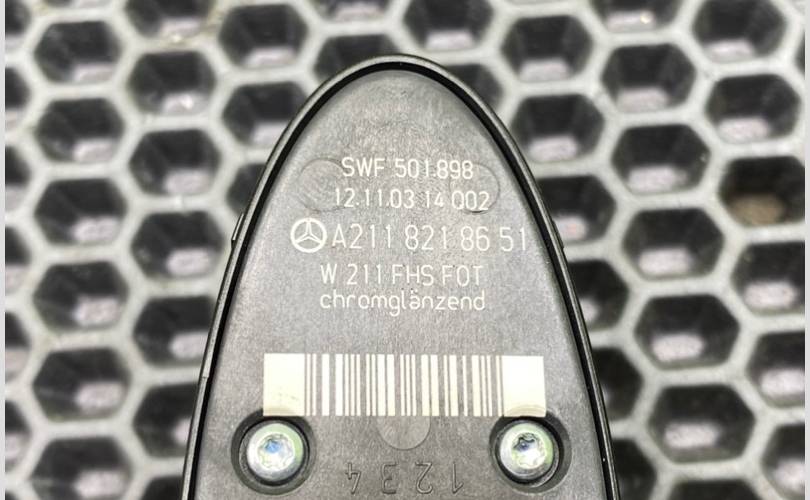 SWF 501.898
12.11.03 14 002
A211 821 86 51
W 211 FHS FOT
chromglänzend
1 2 3 4